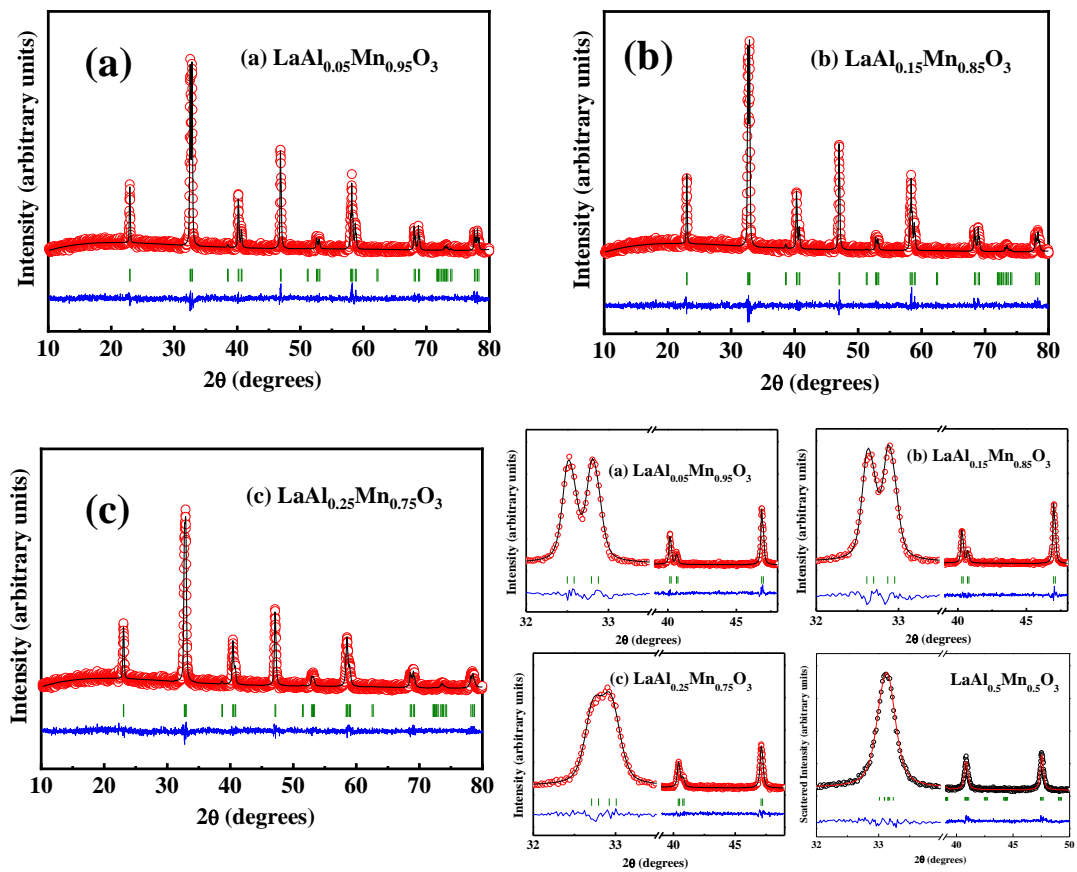 (a)
(a) LaAl0.05Mn0.95O3
Intensity (arbitrary units)
10 20 30 40 50 60 70 80
2θ (degrees)
(b)
(b) LaAl0.15Mn0.85O3
Intensity (arbitrary units)
10 20 30 40 50 60 70 80
2θ (degrees)
(c)
(c) LaAl0.25Mn0.75O3
Intensity (arbitrary units)
10 20 30 40 50 60 70 80
2θ (degrees)
(a) LaAl0.05Mn0.95O3
Intensity (arbitrary units)
32 33 40 45
2θ (degrees)
(b) LaAl0.15Mn0.85O3
Intensity (arbitrary units)
32 33 40 45
2θ (degrees)
(c) LaAl0.25Mn0.75O3
Intensity (arbitrary units)
32 33 40 45
2θ (degrees)
LaAl0.5Mn0.5O3
Scattered Intensity (arbitrary units)
32 33 40 45 50
2θ (degrees)